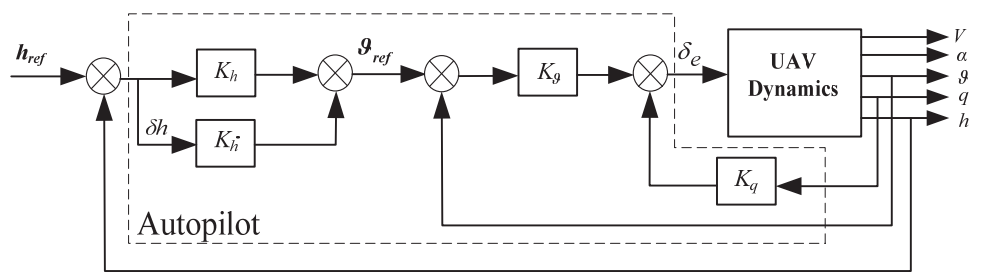 h_ref
K_h
ϑ_ref
K_ϑ
δ_e
UAV
Dynamics
V
α
ϑ
q
h
δh
K_ḣ
K_q
Autopilot